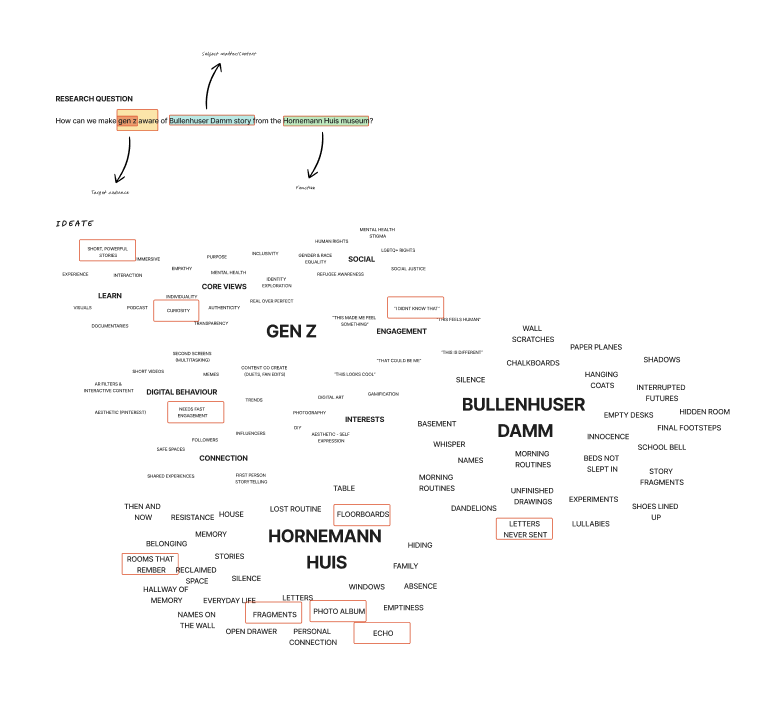 Subject matter/Context
RESEARCH QUESTION
How can we make gen z aware of Bullenhuser Damm story from the Hornemann Huis museum?
Target audience
Function
IDEATE
MENTAL HEALTH
STIGMA
HUMAN RIGHTS
SHORT, POWERFUL
STORIES
IMMERSIVE
PURPOSE
INCLUSIVITY
GENDER & RACE
EQUALITY
SOCIAL
LGBTQ+ RIGHTS
EXPERIENCE
INTERACTION
EMPATHY
MENTAL HEALTH
REFUGEE AWARENESS
SOCIAL JUSTICE
CORE VIEWS
IDENTITY
EXPLORATION
LEARN
INDIVIDUALITY
REAL OVER PERFECT
VISUALS
PODCAST
CURIOSITY
AUTHENTICITY
"I DIDNT KNOW THAT"
DOCUMENTARIES
TRANSPARENCY
GEN Z
"THIS MADE ME FEEL
SOMETHING"
ENGAGEMENT
"THIS FEELS HUMAN"
SECOND SCREENS
(MULTITASKING)
"THAT COULD BE ME"
"THIS IS DIFFERENT"
SHORT VIDEOS
MEMES
CONTENT CO CREATE
(DUETS, FAN EDITS)
"THIS LOOKS COOL"
AR FILTERS &
INTERACTIVE CONTENT
DIGITAL BEHAVIOUR
TRENDS
DIGITAL ART
GAMIFICATION
AESTHETIC (PINTEREST)
NEEDS FAST
ENGAGEMENT
PHOTOGRAPHY
INTERESTS
DIY
FOLLOWERS
INFLUENCERS
AESTHETIC - SELF
EXPRESSION
SAFE SPACES
CONNECTION
SHARED EXPERIENCES
FIRST PERSON
STORYTELLING
WALL
SCRATCHES
PAPER PLANES
CHALKBOARDS
SHADOWS
SILENCE
HANGING
COATS
INTERRUPTED
FUTURES
BULLENHUSER
DAMM
EMPTY DESKS
HIDDEN ROOM
BASEMENT
FINAL FOOTSTEPS
INNOCENCE
WHISPER
SCHOOL BELL
NAMES
MORNING
ROUTINES
BEDS NOT
SLEPT IN
STORY
FRAGMENTS
MORNING
ROUTINES
UNFINISHED
DRAWINGS
EXPERIMENTS
DANDELIONS
SHOES LINED
UP
LETTERS
NEVER SENT
LULLABIES
TABLE
THEN AND
NOW
RESISTANCE
HOUSE
LOST ROUTINE
FLOORBOARDS
MEMORY
HORNEMANN
HUIS
BELONGING
HIDING
ROOMS THAT
REMBER
STORIES
FAMILY
RECLAIMED
SPACE
SILENCE
WINDOWS
ABSENCE
HALLWAY OF
MEMORY
EVERYDAY LIFE
LETTERS
NAMES ON
THE WALL
FRAGMENTS
PHOTO ALBUM
EMPTINESS
OPEN DRAWER
PERSONAL
CONNECTION
ECHO